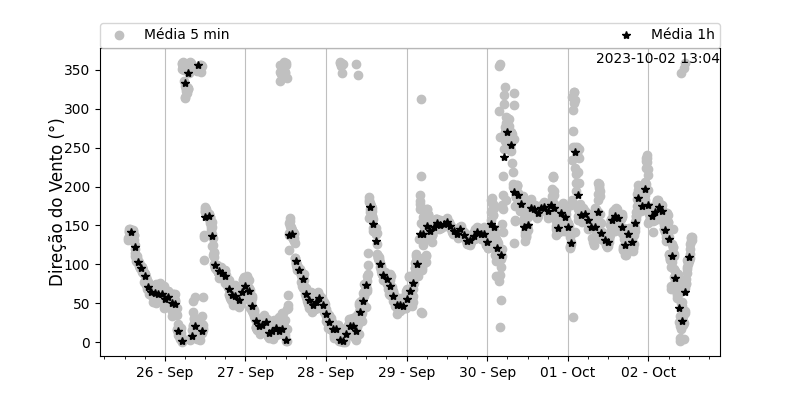 Média 5 min
Média 1h
2023-10-02 13:04
Direção do Vento (°)
350
300
250
200
150
100
50
0
26 - Sep
27 - Sep
28 - Sep
29 - Sep
30 - Sep
01 - Oct
02 - Oct